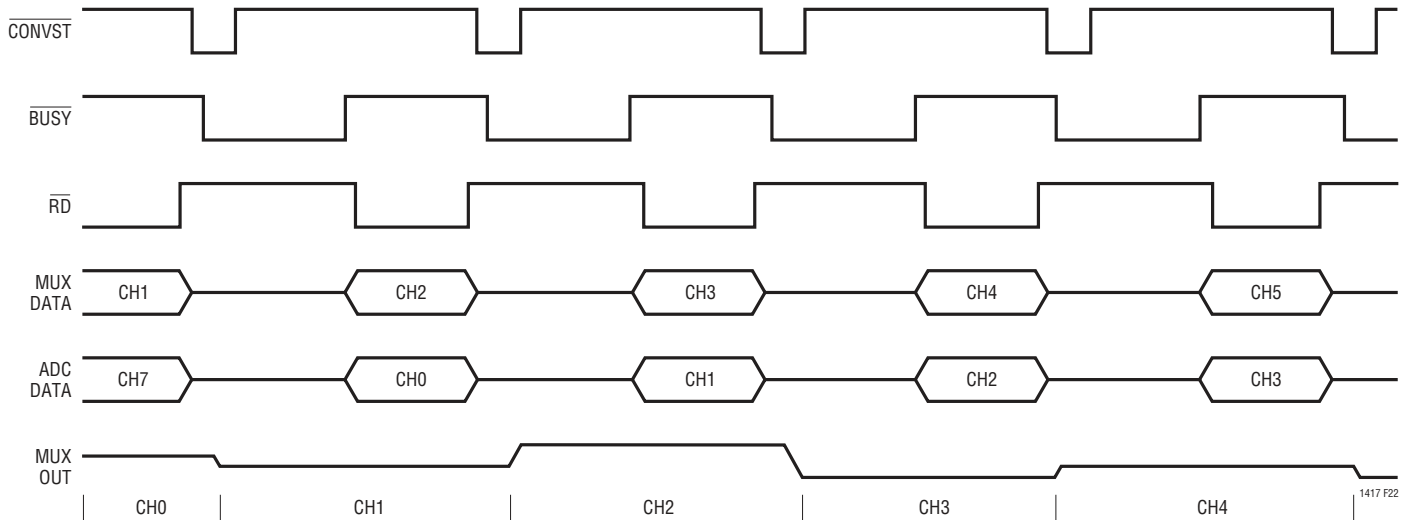 CONVST
BUSY
RD
MUX
DATA
CH1
CH2
CH3
CH4
CH5
ADC
DATA
CH7
CH0
CH1
CH2
CH3
MUX
OUT
CH0
CH1
CH2
CH3
CH4
1417 F22